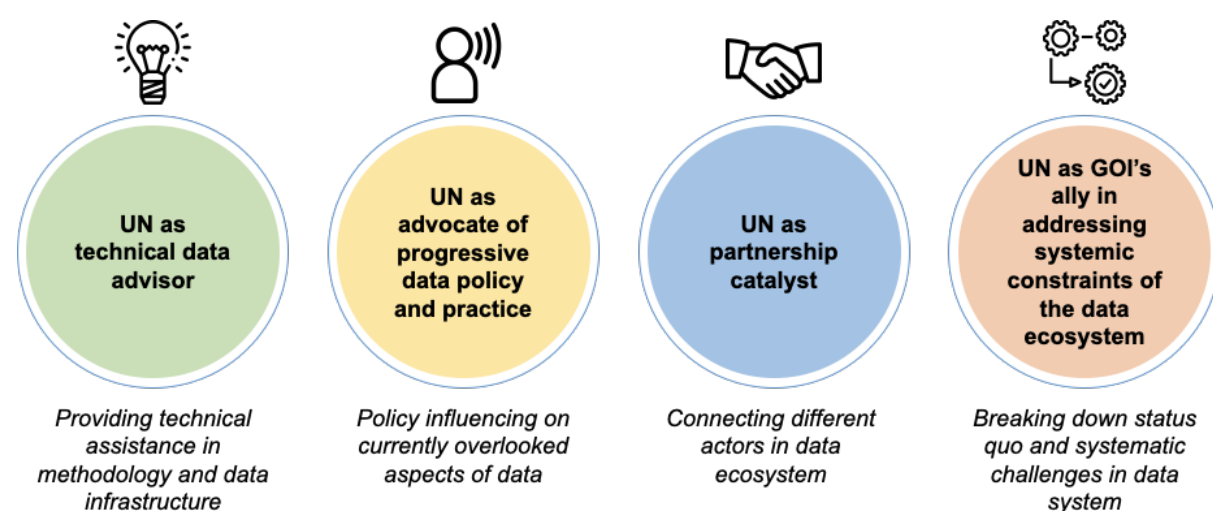 UN as
technical data
advisor
UN as
advocate of
progressive
data policy
and practice
UN as
partnership
catalyst
UN as GOI's
ally in
addressing
systemic
constraints of
the data
ecosystem
Providing technical
assistance in
methodology and data
infrastructure
Policy influencing on
currently overlooked
aspects of data
Connecting different
actors in data
ecosystem
Breaking down status
quo and systematic
challenges in data
system